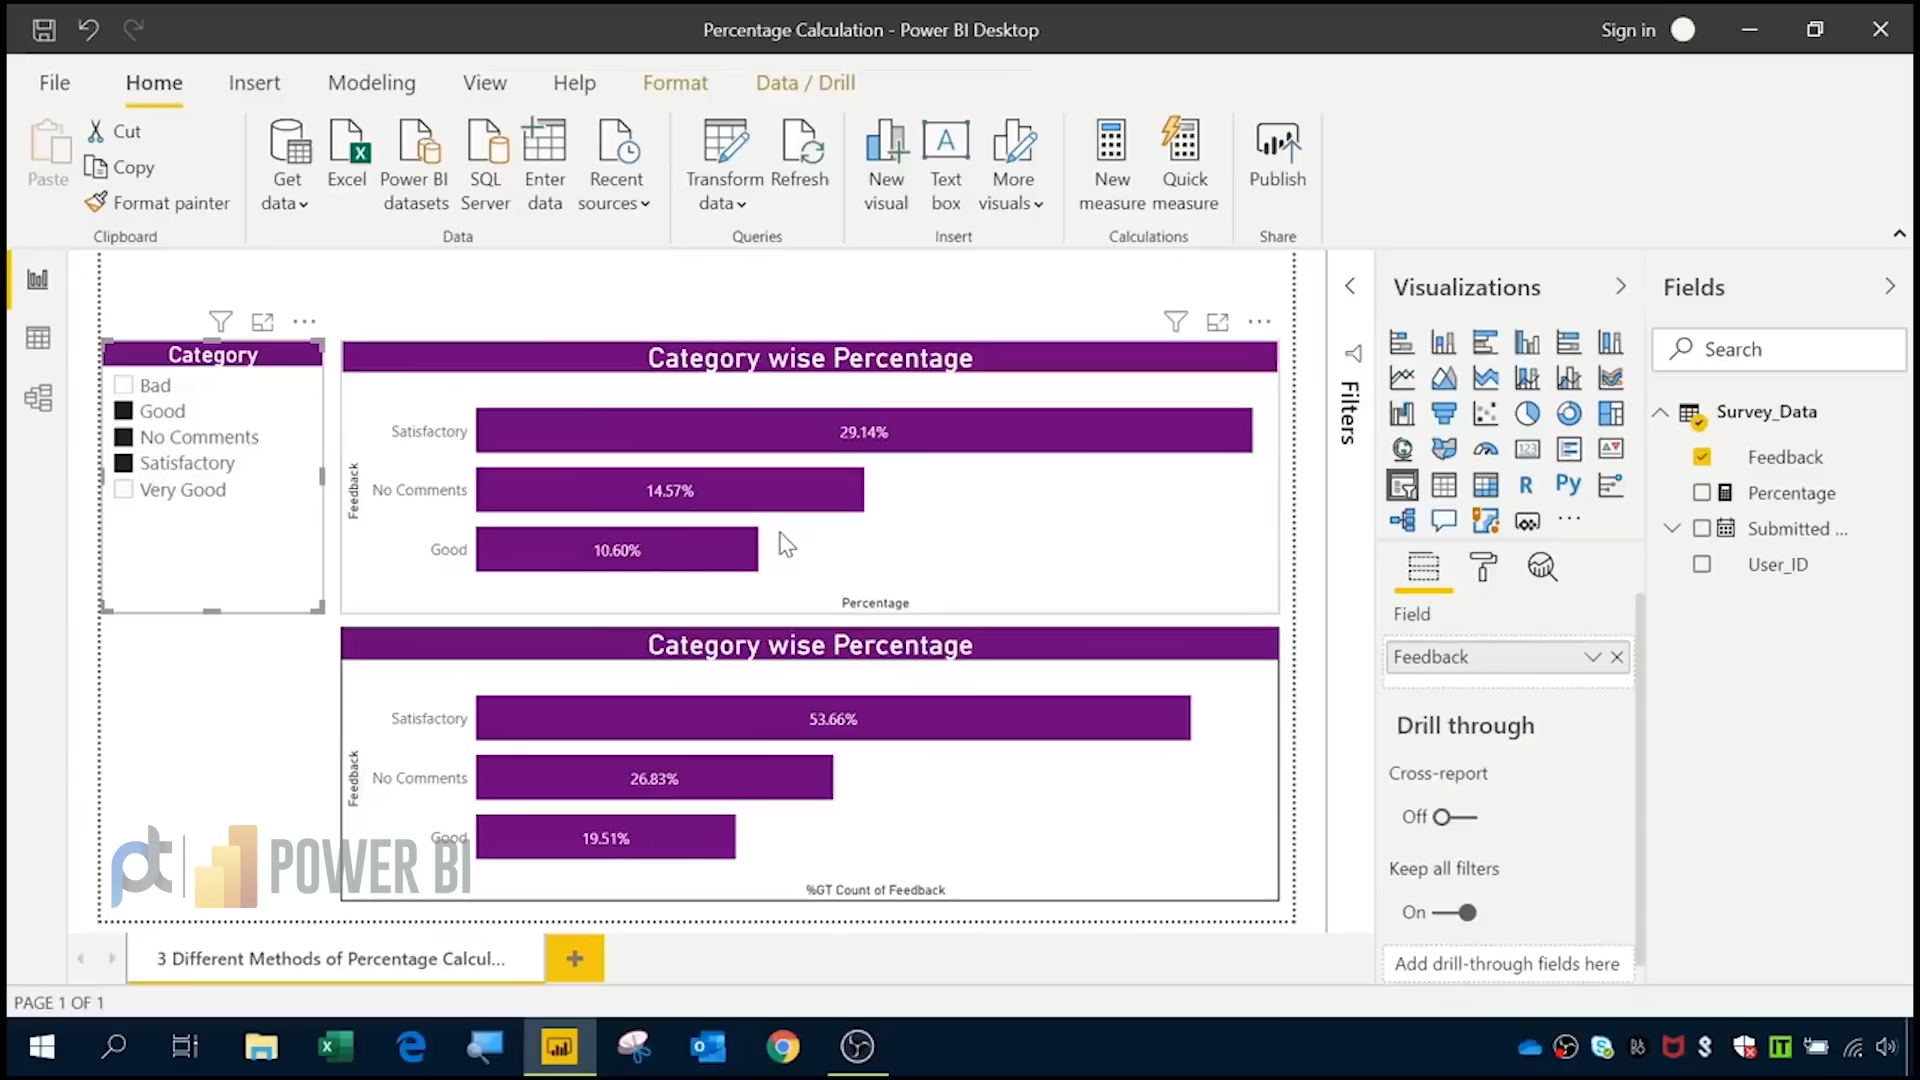 Percentage Calculation - Power BI Desktop
Sign in
File Home Insert Modeling View Help Format Data / Drill
Paste
Cut
Copy
Format painter
Clipboard
Get data
Excel
Power BI datasets
SQL Server
Enter data
Recent sources
Data
Transform data
Refresh
Queries
New visual
Text box
More visuals
Insert
New measure
Quick measure
Calculations
Publish
Share
Category
Bad
Good
No Comments
Satisfactory
Very Good
Category wise Percentage
Feedback
Satisfactory 29.14%
No Comments 14.57%
Good 10.60%
Percentage
Category wise Percentage
Feedback
Satisfactory 53.66%
No Comments 26.83%
Good 19.51%
%GT Count of Feedback
pt POWER BI
Filters
Visualizations
R Py
123
Field
Feedback
Drill through
Cross-report
Off
Keep all filters
On
Add drill-through fields here
Fields
Search
Survey_Data
Feedback
Percentage
Submitted ...
User_ID
3 Different Methods of Percentage Calcul...
PAGE 1 OF 1